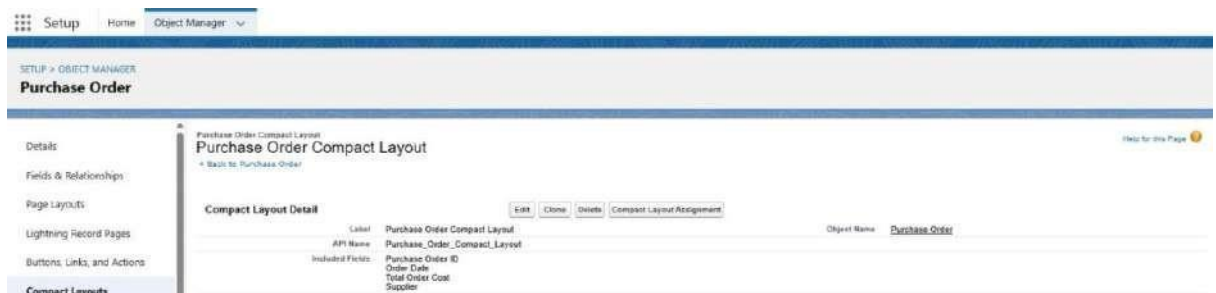 Setup Home Object Manager
SETUP > OBJECT MANAGER
Purchase Order
Details
Fields & Relationships
Page Layouts
Lightning Record Pages
Buttons, Links, and Actions
Compact Layouts
Purchase Order Compact Layout
Purchase Order Compact Layout
« Back to Purchase Order
Help for this Page
Compact Layout Detail Edit Clone Delete Compact Layout Assignment
Label Purchase Order Compact Layout Object Name Purchase Order
API Name Purchase_Order_Compact_Layout
Included Fields Purchase Order ID
Order Date
Total Order Cost
Supplier